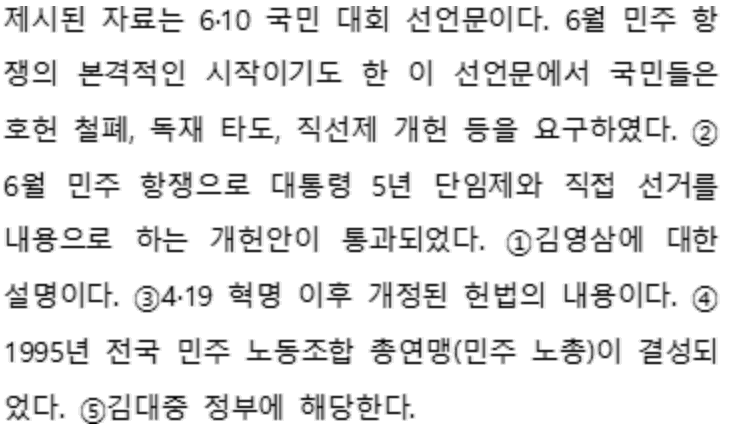 제시된 자료는 6·10 국민 대회 선언문이다. 6월 민주 항
쟁의 본격적인 시작이기도 한 이 선언문에서 국민들은
호헌 철폐, 독재 타도, 직선제 개헌 등을 요구하였다. ②
6월 민주 항쟁으로 대통령 5년 단임제와 직접 선거를
내용으로 하는 개헌안이 통과되었다. ①김영삼에 대한
설명이다. ③4·19 혁명 이후 개정된 헌법의 내용이다. ④
1995년 전국 민주 노동조합 총연맹(민주 노총)이 결성되
었다. ⑤김대중 정부에 해당한다.